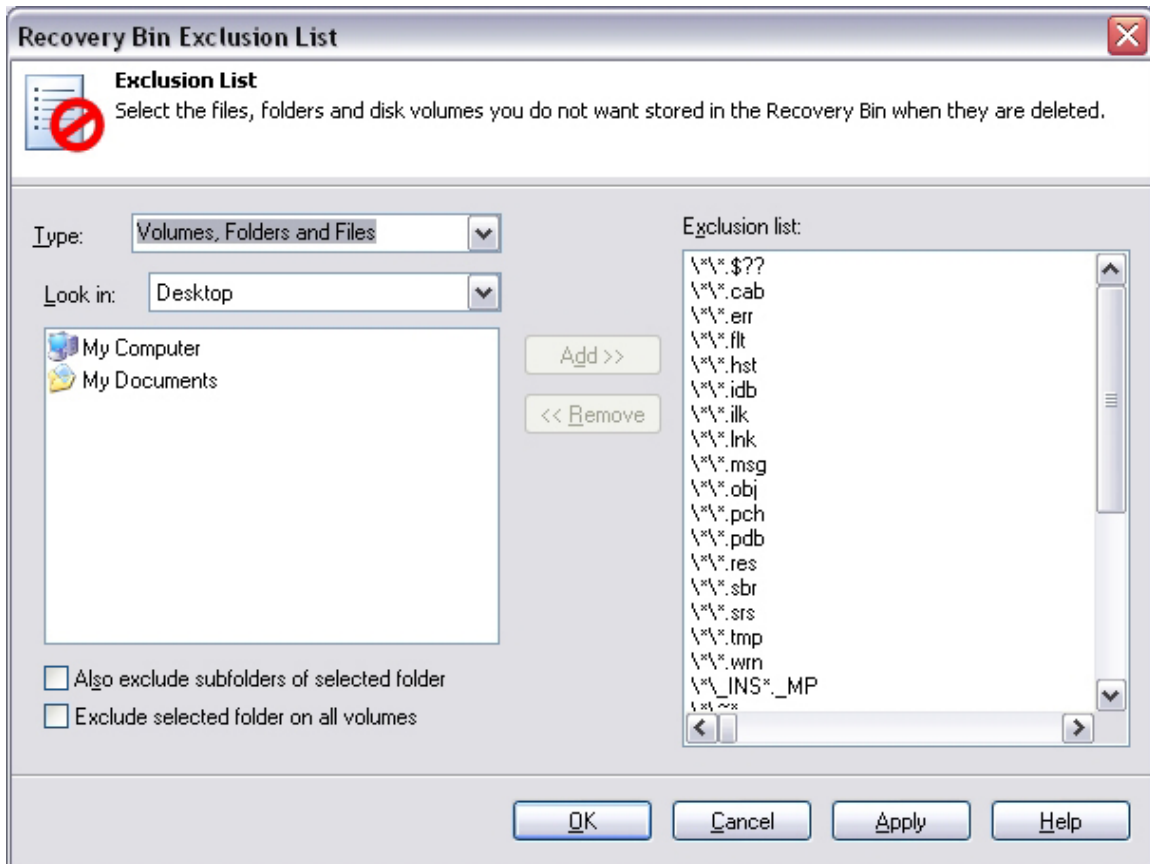 Recovery Bin Exclusion List
Exclusion List
Select the files, folders and disk volumes you do not want stored in the Recovery Bin when they are deleted.
Type: Volumes, Folders and Files
Look in: Desktop
My Computer
My Documents
Also exclude subfolders of selected folder
Exclude selected folder on all volumes
Add >>
<< Remove
Exclusion list:
\*\*.$??
\*\*.cab
\*\*.err
\*\*.flt
\*\*.hst
\*\*.idb
\*\*.ilk
\*\*.lnk
\*\*.msg
\*\*.obj
\*\*.pch
\*\*.pdb
\*\*.res
\*\*.sbr
\*\*.srs
\*\*.tmp
\*\*.wrn
\*\_INS*._MP
\*\~*
OK
Cancel
Apply
Help